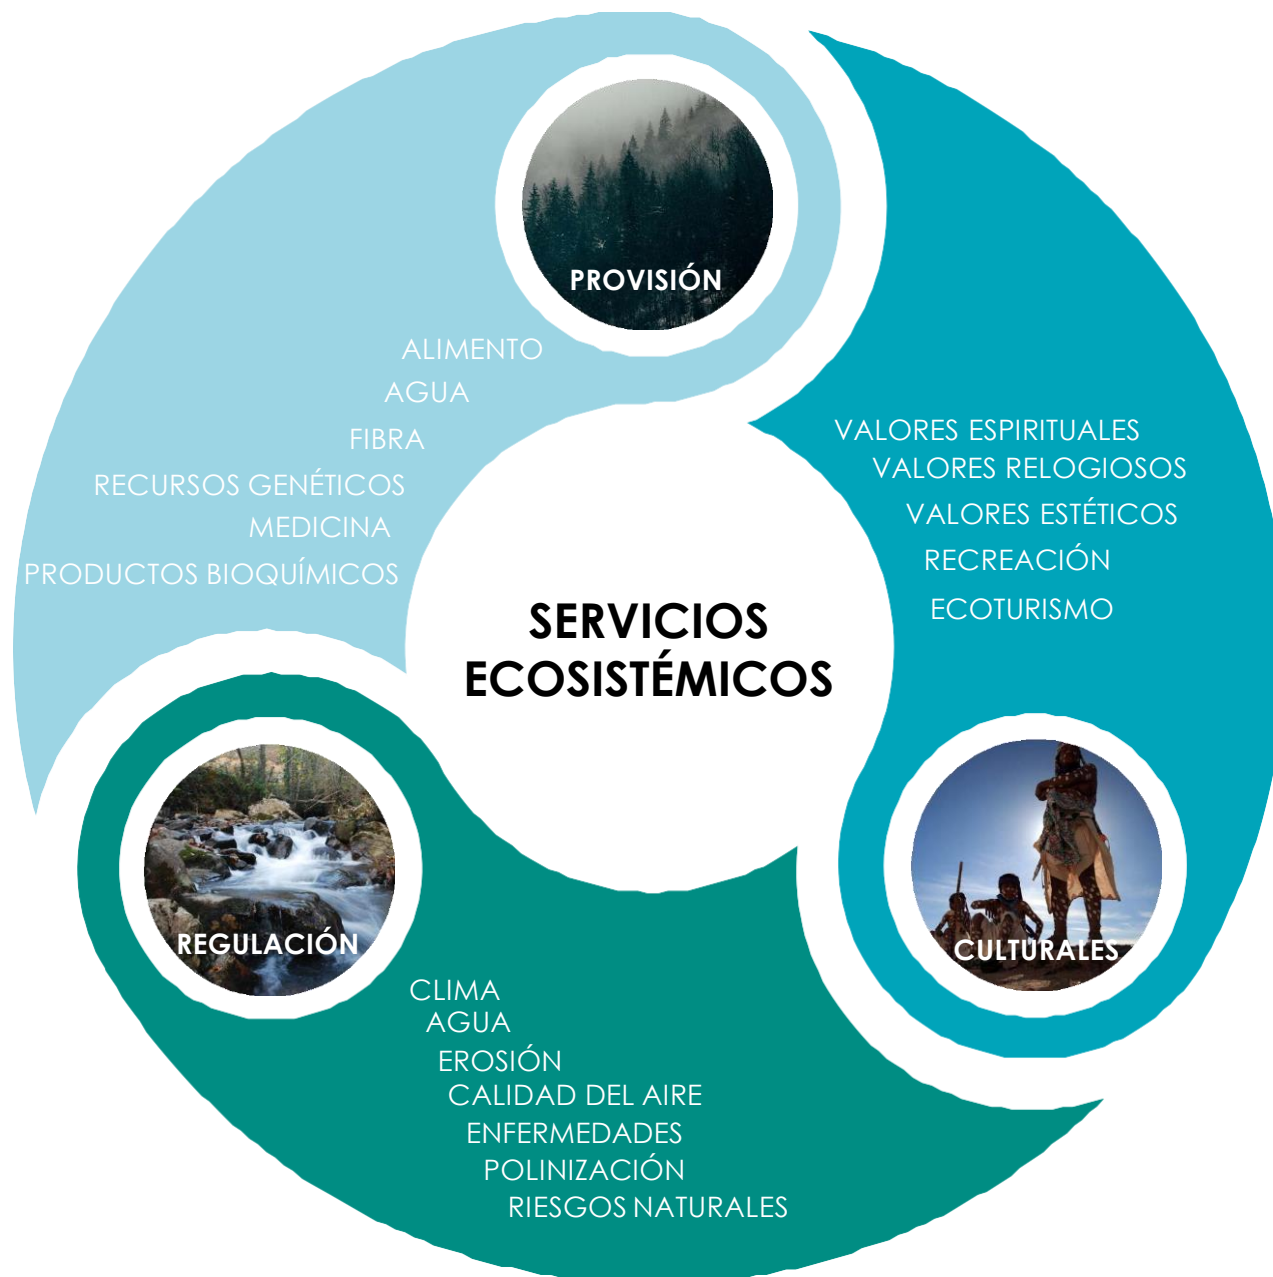 PROVISIÓN
ALIMENTO
AGUA
FIBRA
RECURSOS GENÉTICOS
MEDICINA
PRODUCTOS BIOQUÍMICOS
VALORES ESPIRITUALES
VALORES RELOGIOSOS
VALORES ESTÉTICOS
RECREACIÓN
ECOTURISMO
SERVICIOS
ECOSISTÉMICOS
REGULACIÓN
CULTURALES
CLIMA
AGUA
EROSIÓN
CALIDAD DEL AIRE
ENFERMEDADES
POLINIZACIÓN
RIESGOS NATURALES